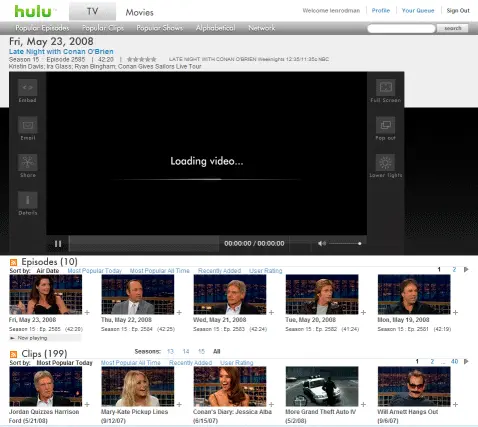 hulu
TV
Movies
Welcome lenrodman
Profile
Your Queue
Sign Out
Popular Episodes
Popular Clips
Popular Shows
Alphabetical
Network
search
Fri, May 23, 2008
Late Night with Conan O'Brien
Season 15 : Episode 2585 | 42:20 | LATE NIGHT WITH CONAN O'BRIEN Weeknights 12:35/11:35c NBC
Kristin Davis; Ira Glass; Ryan Bingham; Conan Gives Sailors Live Tour
Embed
Full Screen
Email
Pop out
Loading video...
Share
Lower lights
Details
00:00:00 / 00:00:00
Episodes (10)
Sort by: Air Date Most Popular Today Most Popular All Time Recently Added User Rating 1 2
Fri, May 23, 2008
Thu, May 22, 2008
Wed, May 21, 2008
Tue, May 20, 2008
Mon, May 19, 2008
Season 15 : Ep. 2585 (42:20)
Season 15 : Ep. 2584 (42:25)
Season 15 : Ep. 2583 (42:24)
Season 15 : Ep. 2582 (41:24)
Season 15 : Ep. 2581 (42:19)
Now playing
Clips (199)
Seasons: 13 14 15 All
Sort by: Most Popular Today Most Popular All Time Recently Added User Rating 1 2 ... 40
Jordan Quizzes Harrison Ford (5/21/08)
Mary-Kate Pickup Lines (9/12/07)
Conan's Diary: Jessica Alba (6/15/07)
More Grand Theft Auto IV (5/2/08)
Will Arnett Hangs Out (9/6/07)